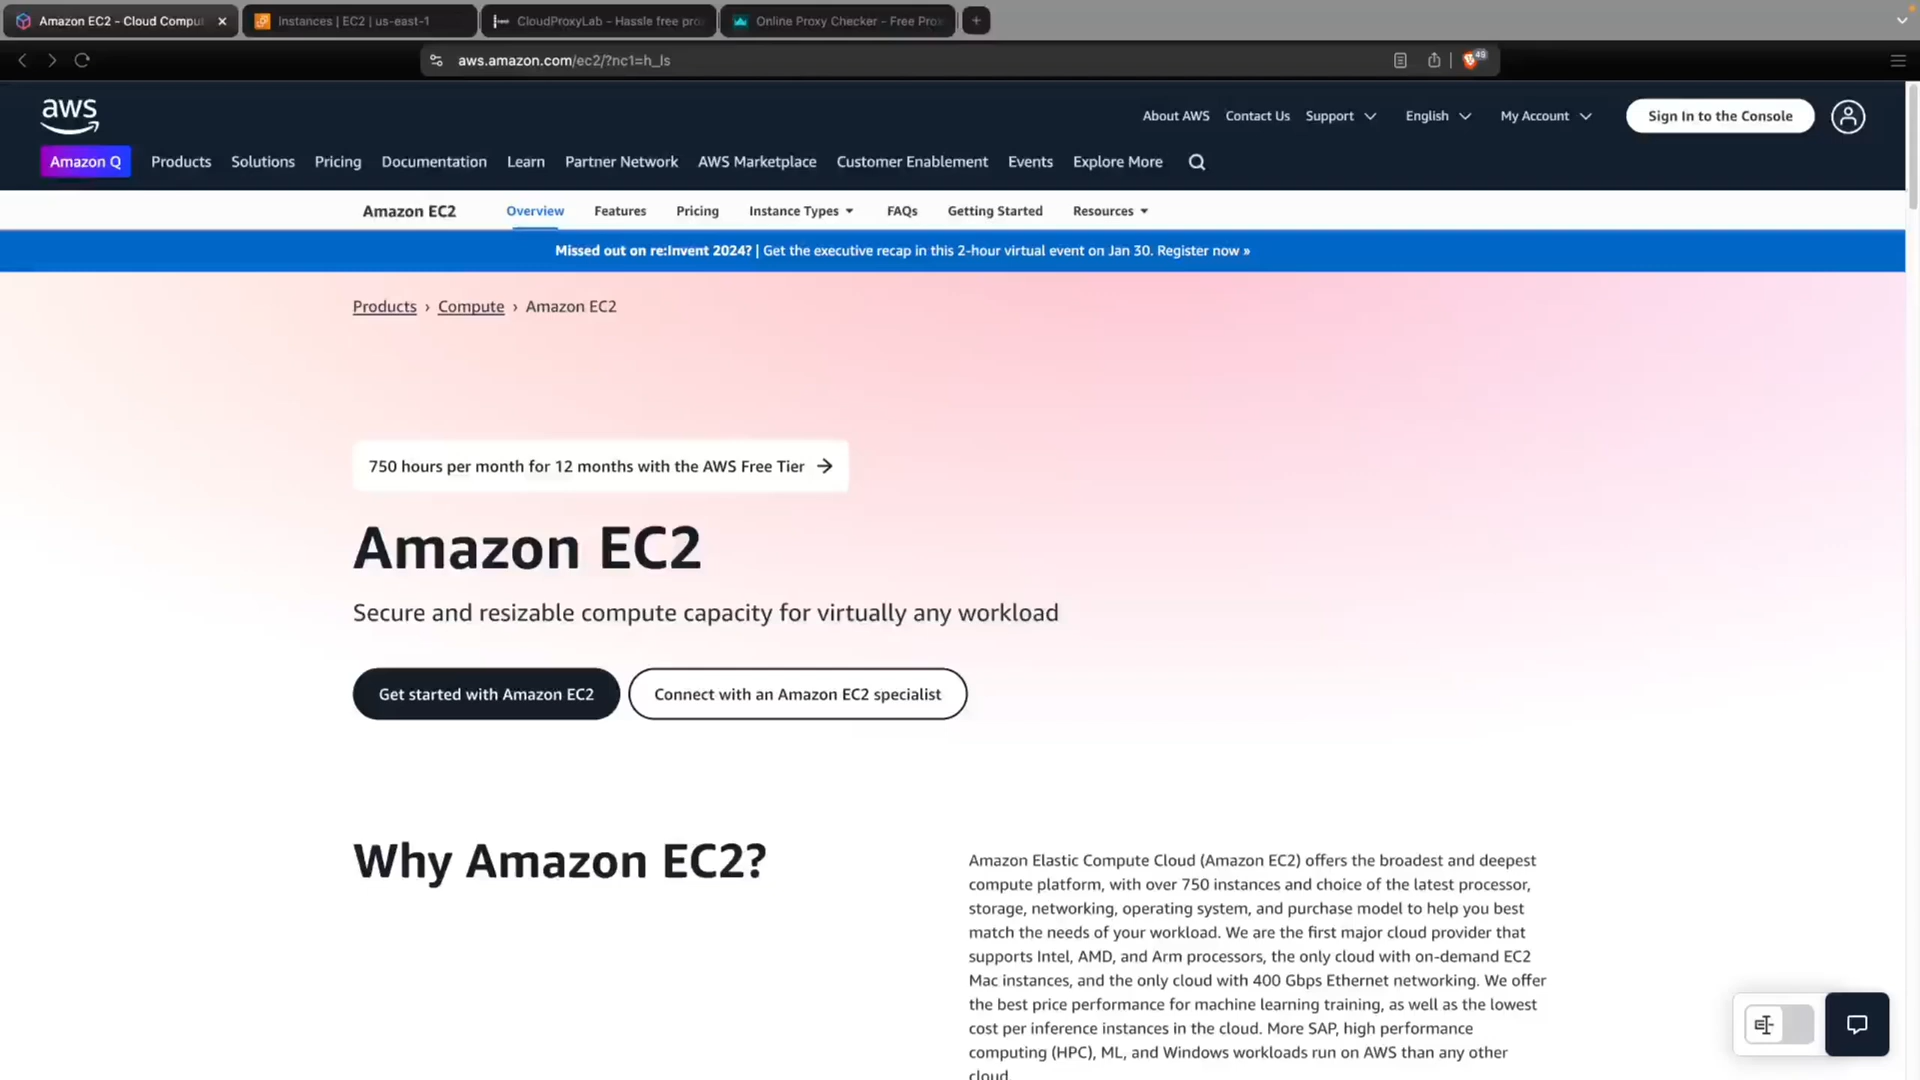 Amazon EC2 - Cloud Compu
Instances | EC2 | us-east-1
CloudProxyLab - Hassle free pro
Online Proxy Checker - Free Prox
aws.amazon.com/ec2/?nc1=h_ls
49
aws
About AWS Contact Us Support English My Account Sign In to the Console
Amazon Q Products Solutions Pricing Documentation Learn Partner Network AWS Marketplace Customer Enablement Events Explore More
Amazon EC2 Overview Features Pricing Instance Types FAQs Getting Started Resources
Missed out on re:Invent 2024? | Get the executive recap in this 2-hour virtual event on Jan 30. Register now »
Products › Compute › Amazon EC2
750 hours per month for 12 months with the AWS Free Tier →
Amazon EC2
Secure and resizable compute capacity for virtually any workload
Get started with Amazon EC2 Connect with an Amazon EC2 specialist
Why Amazon EC2?
Amazon Elastic Compute Cloud (Amazon EC2) offers the broadest and deepest
compute platform, with over 750 instances and choice of the latest processor,
storage, networking, operating system, and purchase model to help you best
match the needs of your workload. We are the first major cloud provider that
supports Intel, AMD, and Arm processors, the only cloud with on-demand EC2
Mac instances, and the only cloud with 400 Gbps Ethernet networking. We offer
the best price performance for machine learning training, as well as the lowest
cost per inference instances in the cloud. More SAP, high performance
computing (HPC), ML, and Windows workloads run on AWS than any other
cloud.